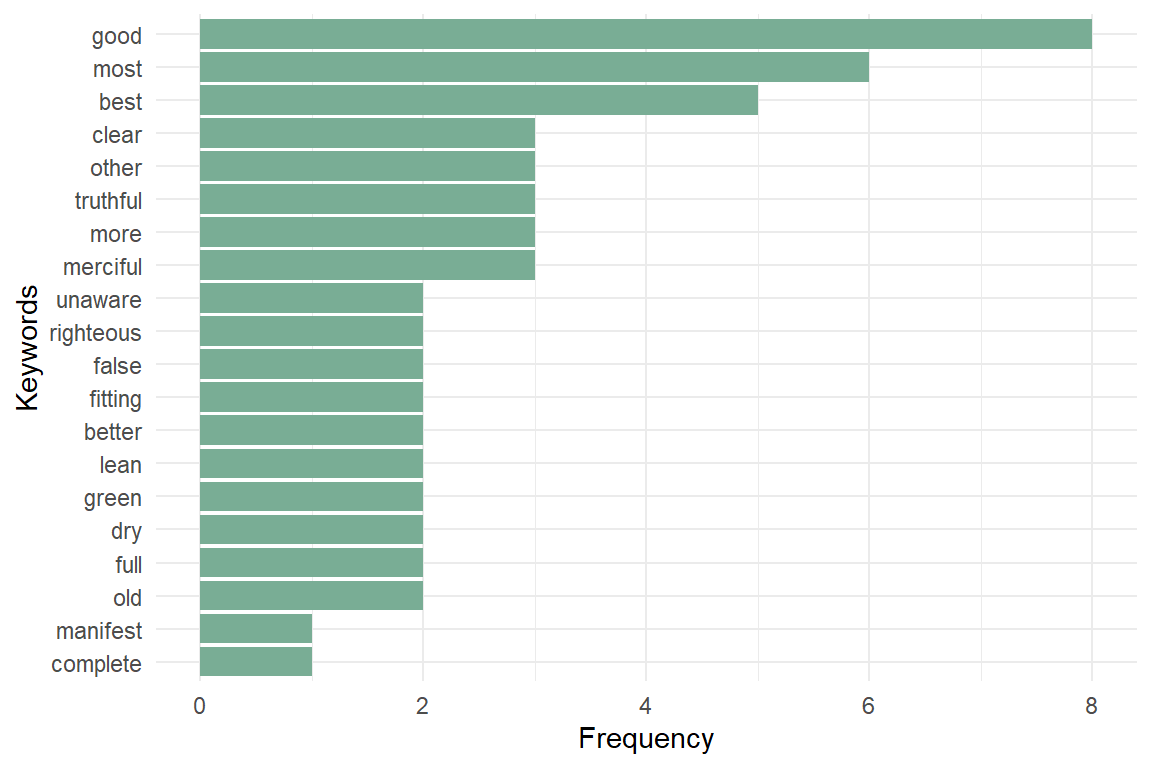 good
most
best
clear
other
truthful
more
merciful
unaware
righteous
false
fitting
better
lean
green
dry
full
old
manifest
complete
Keywords
0 2 4 6 8
Frequency